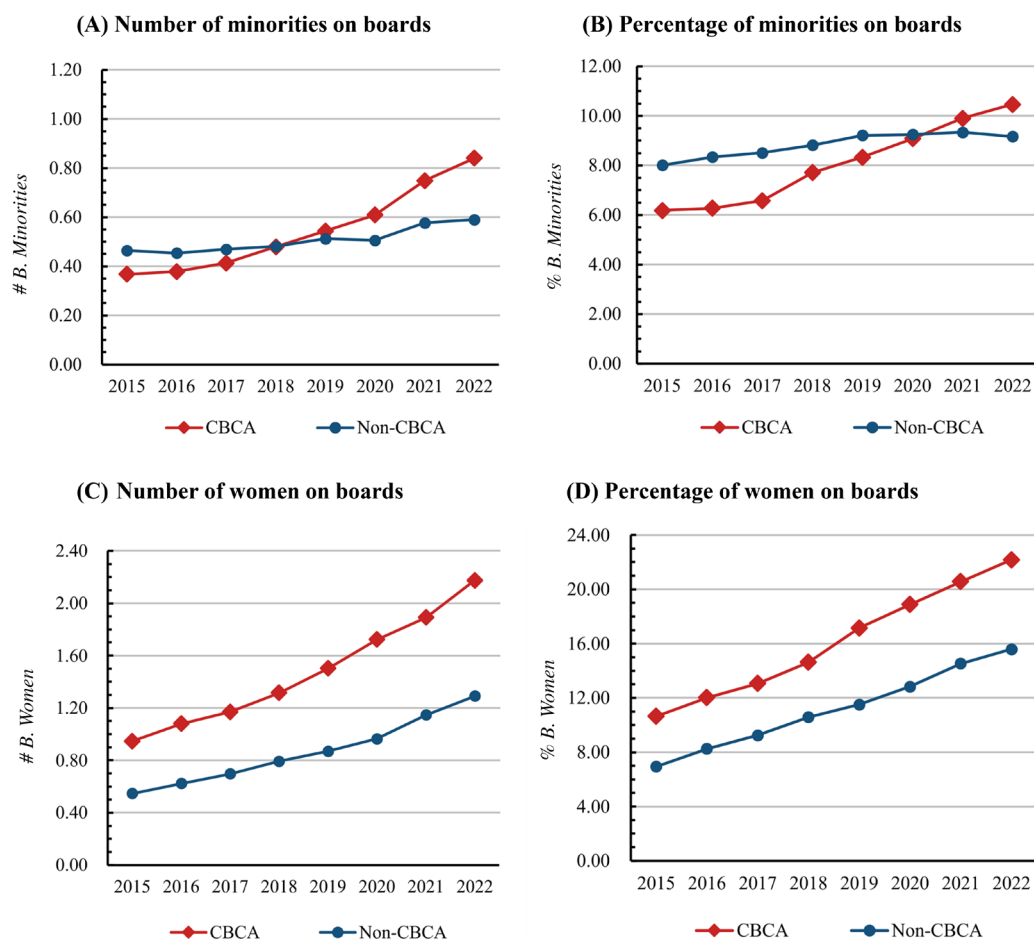 (A) Number of minorities on boards
1.20
1.00
0.80
0.60
0.40
0.20
0.00
# B. Minorities
2015 2016 2017 2018 2019 2020 2021 2022
CBCA Non-CBCA
(B) Percentage of minorities on boards
12.00
10.00
8.00
6.00
4.00
2.00
0.00
% B. Minorities
2015 2016 2017 2018 2019 2020 2021 2022
CBCA Non-CBCA
(C) Number of women on boards
2.40
2.00
1.60
1.20
0.80
0.40
0.00
# B. Women
2015 2016 2017 2018 2019 2020 2021 2022
CBCA Non-CBCA
(D) Percentage of women on boards
24.00
20.00
16.00
12.00
8.00
4.00
0.00
% B. Women
2015 2016 2017 2018 2019 2020 2021 2022
CBCA Non-CBCA